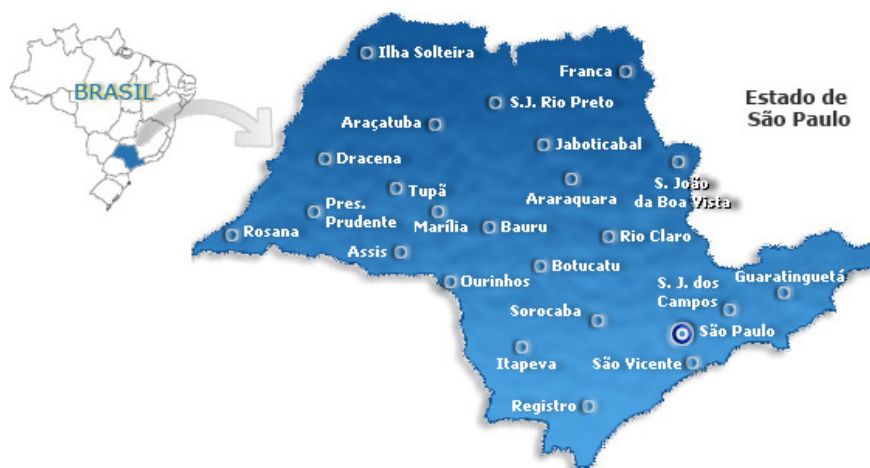 BRASIL
Estado de
São Paulo
Ilha Solteira
Franca
S.J. Rio Preto
Araçatuba
Jaboticabal
Dracena
S. João
da Boa Vista
Tupã
Araraquara
Pres.
Prudente
Marília
Bauru
Rosana
Rio Claro
Assis
Botucatu
Ourinhos
Guaratinguetá
S. J. dos
Campos
Sorocaba
São Paulo
Itapeva
São Vicente
Registro